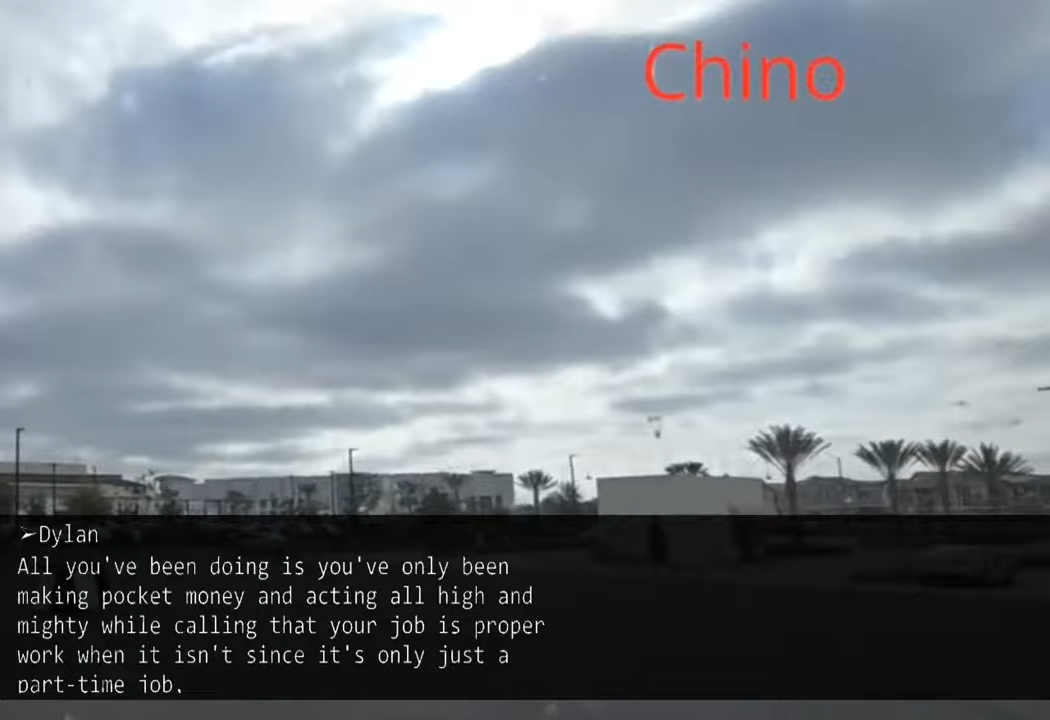 Chino
➢Dylan
All you've been doing is you've only been
making pocket money and acting all high and
mighty while calling that your job is proper
work when it isn't since it's only just a
part-time job.